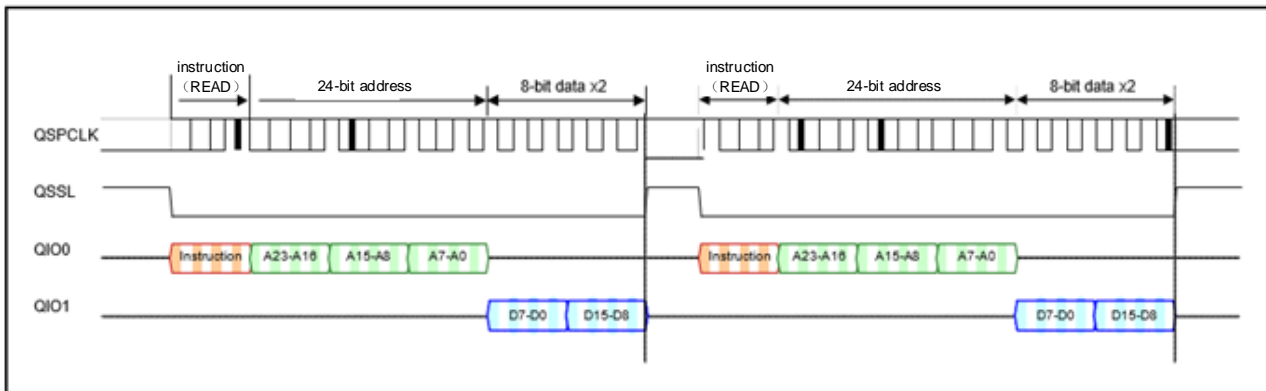 instruction
（READ）
24-bit address
8-bit data x2
instruction
（READ）
24-bit address
8-bit data x2
QSPCLK
QSSL
QIO0
Instruction
A23-A16
A15-A8
A7-A0
Instruction
A23-A16
A15-A8
A7-A0
QIO1
D7-D0
D15-D8
D7-D0
D15-D8